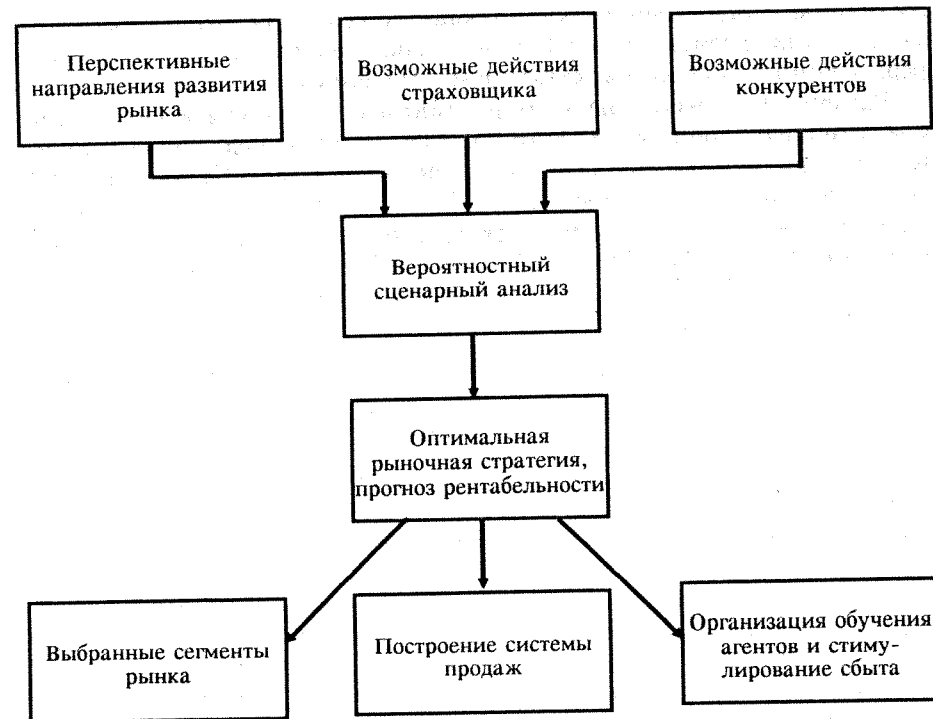 Перспективные
направления развития
рынка
Возможные действия
страховщика
Возможные действия
конкурентов
Вероятностный
сценарный анализ
Оптимальная
рыночная стратегия,
прогноз рентабельности
Выбранные сегменты
рынка
Построение системы
продаж
Организация обучения
агентов и стиму-
лирование сбыта